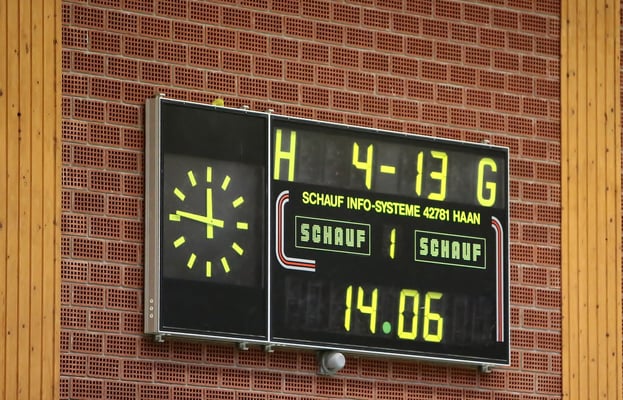 H 4-13 G
SCHAUF INFO-SYSTEME 42781 HAAN
SCHAUF 1 SCHAUF
14.06